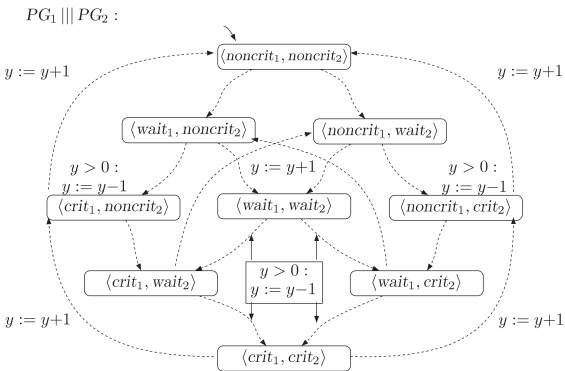 PG₁ ||| PG₂ :
⟨noncrit₁, noncrit₂⟩
y := y+1
y := y+1
⟨wait₁, noncrit₂⟩
⟨noncrit₁, wait₂⟩
y > 0 :
y := y−1
y := y+1
y > 0 :
y := y−1
⟨crit₁, noncrit₂⟩
⟨wait₁, wait₂⟩
⟨noncrit₁, crit₂⟩
⟨crit₁, wait₂⟩
y > 0 :
y := y−1
⟨wait₁, crit₂⟩
y := y+1
y := y+1
⟨crit₁, crit₂⟩